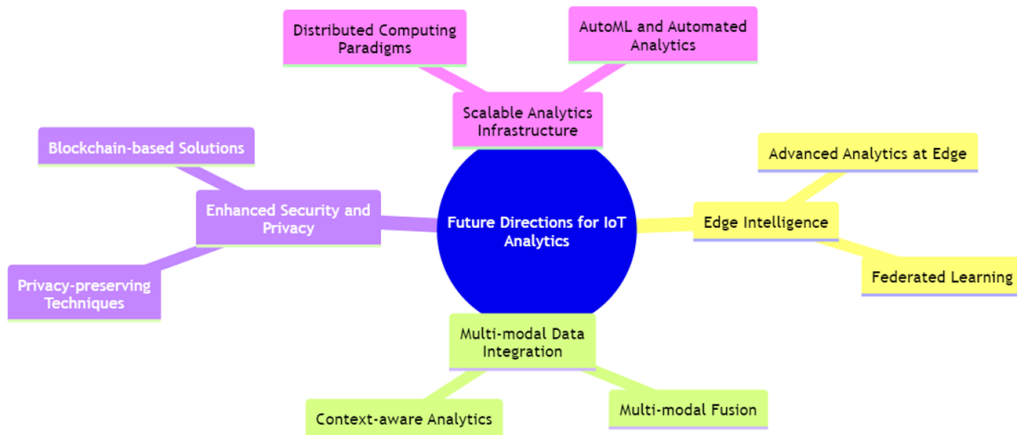 Distributed Computing
Paradigms
AutoML and Automated
Analytics
Scalable Analytics
Infrastructure
Blockchain-based Solutions
Advanced Analytics at Edge
Enhanced Security and
Privacy
Future Directions for IoT
Analytics
Edge Intelligence
Privacy-preserving
Techniques
Federated Learning
Multi-modal Data
Integration
Context-aware Analytics
Multi-modal Fusion